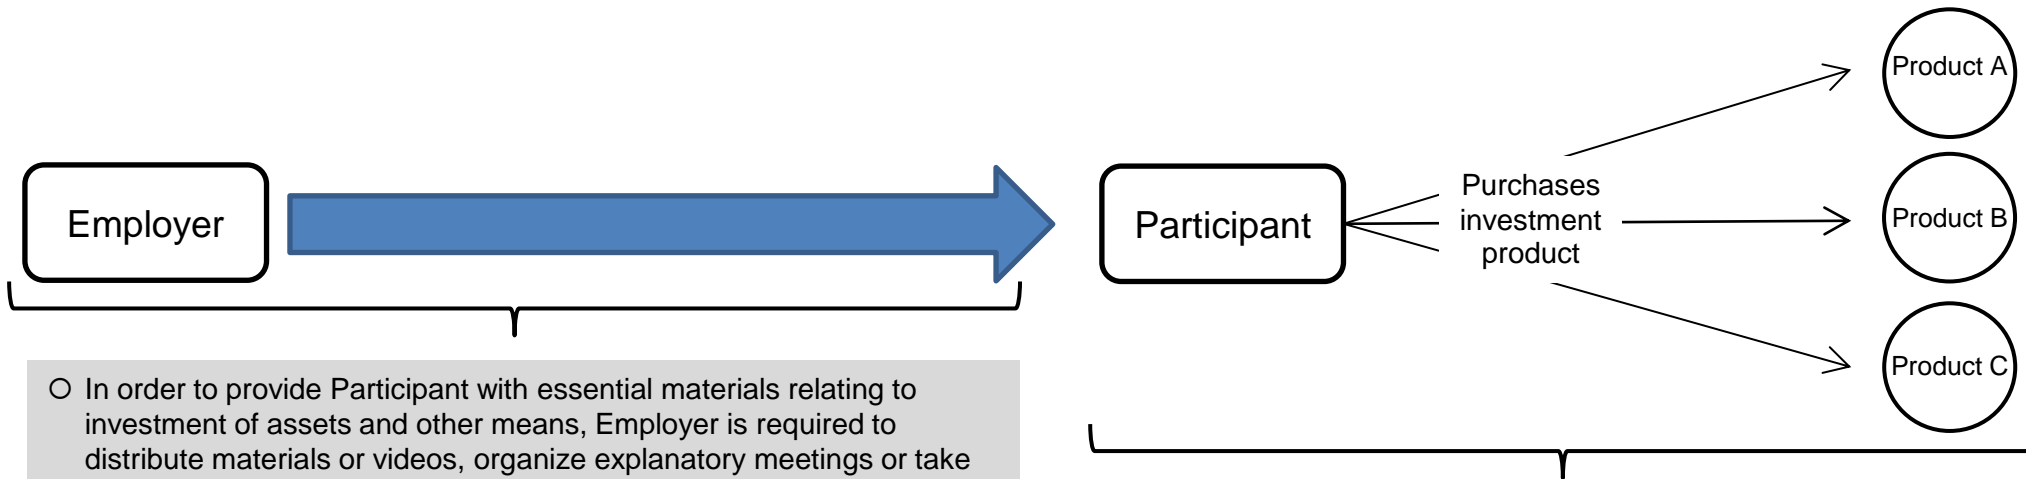 Employer
Participant
Purchases
investment
product
Product A
Product B
Product C
○ In order to provide Participant with essential materials relating to
investment of assets and other means, Employer is required to
distribute materials or videos, organize explanatory meetings or take